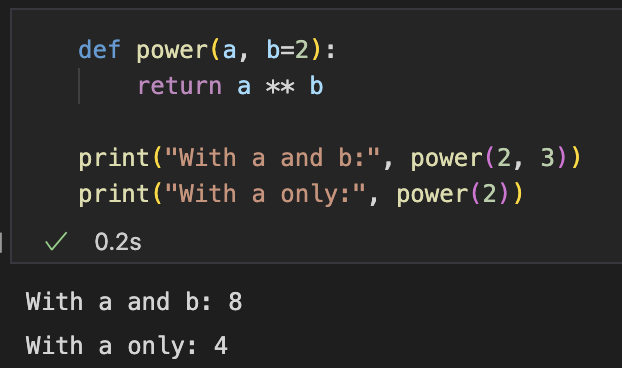 def power(a, b=2):
    return a ** b
print("With a and b:", power(2, 3))
print("With a only:", power(2))
0.2s
With a and b: 8
With a only: 4